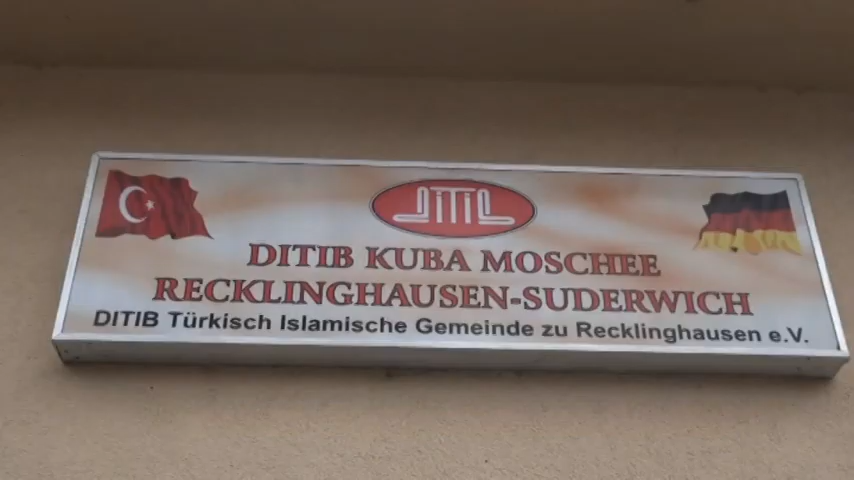 DITIB
DITIB KUBA MOSCHEE
RECKLINGHAUSEN-SUDERWICH
DITIB Türkisch Islamische Gemeinde zu Recklinghausen e.V.